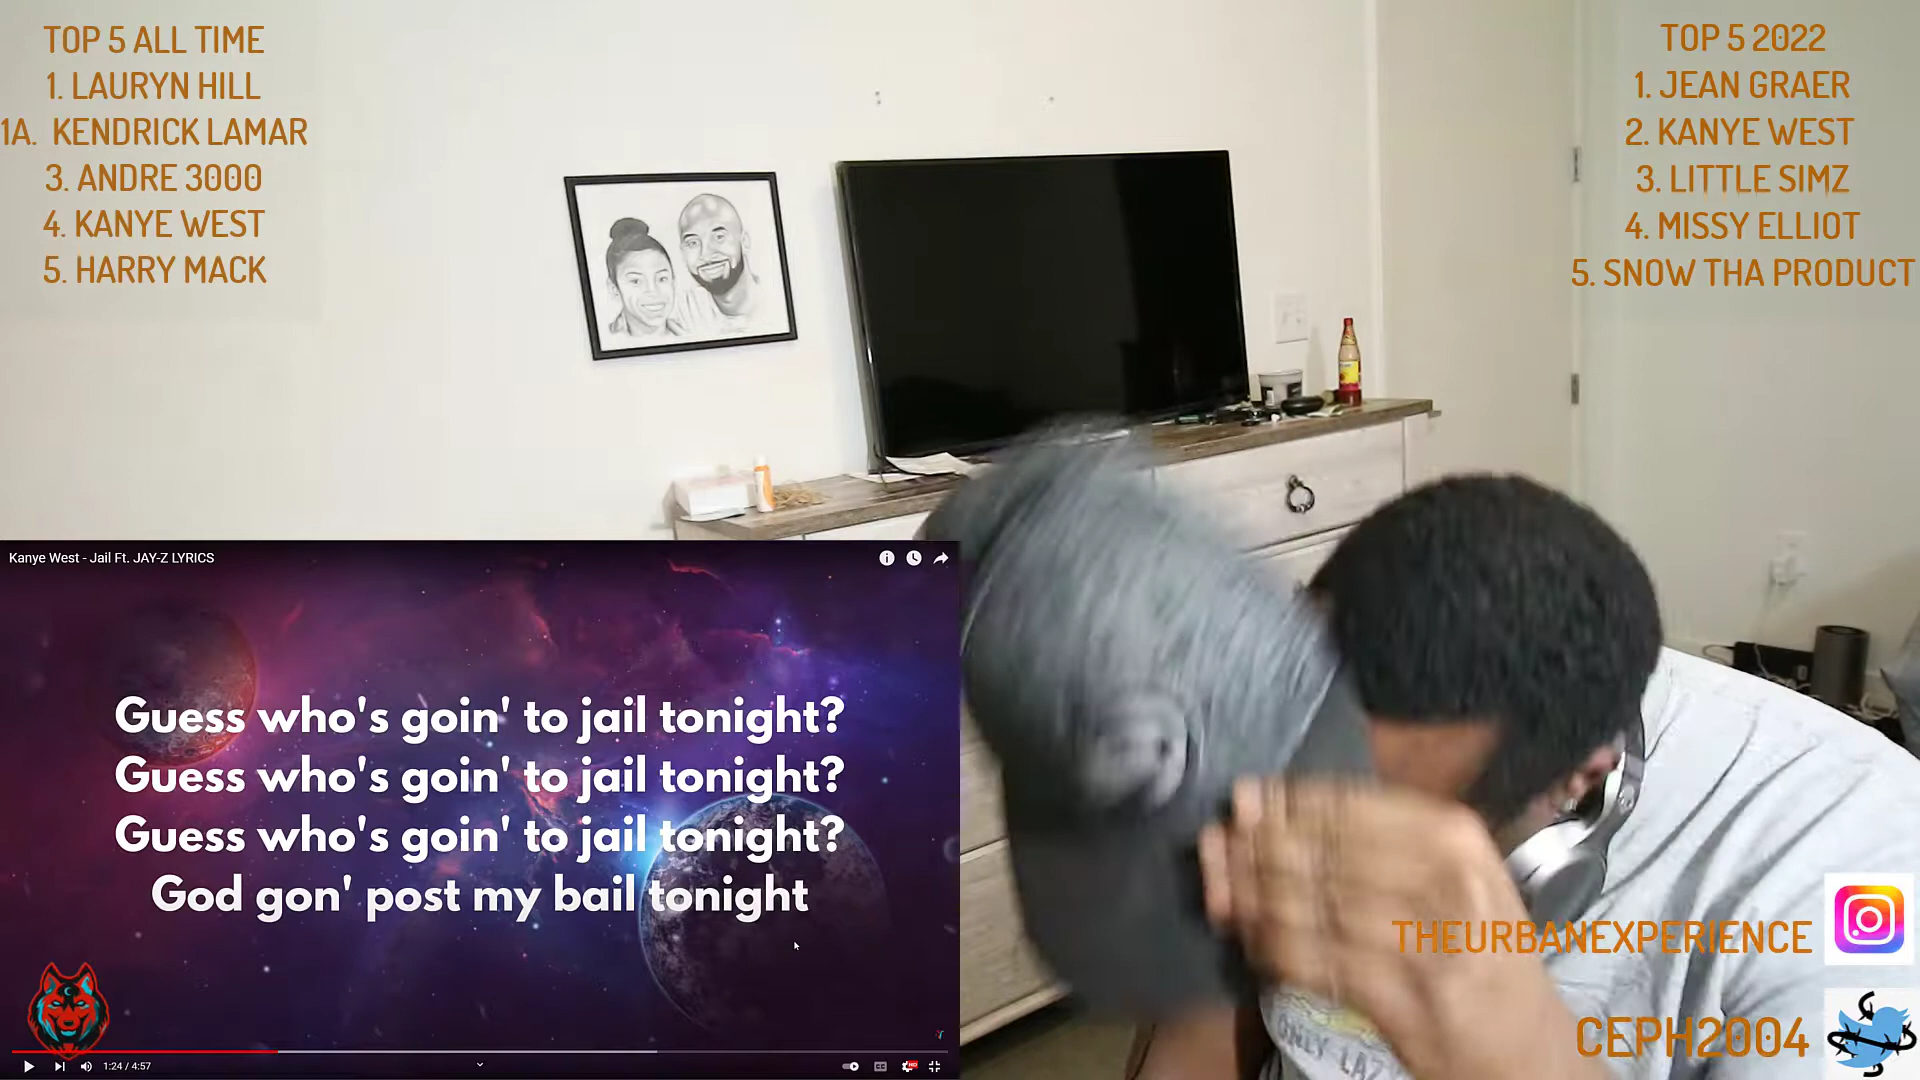 TOP 5 ALL TIME
1. LAURYN HILL
1A. KENDRICK LAMAR
3. ANDRE 3000
4. KANYE WEST
5. HARRY MACK
TOP 5 2022
1. JEAN GRAER
2. KANYE WEST
3. LITTLE SIMZ
4. MISSY ELLIOT
5. SNOW THA PRODUCT
Kanye West - Jail Ft. JAY-Z LYRICS
Guess who's goin' to jail tonight?
Guess who's goin' to jail tonight?
Guess who's goin' to jail tonight?
God gon' post my bail tonight
1:24 / 4:57
THEURBANEXPERIENCE
CEPH2004
ONLY